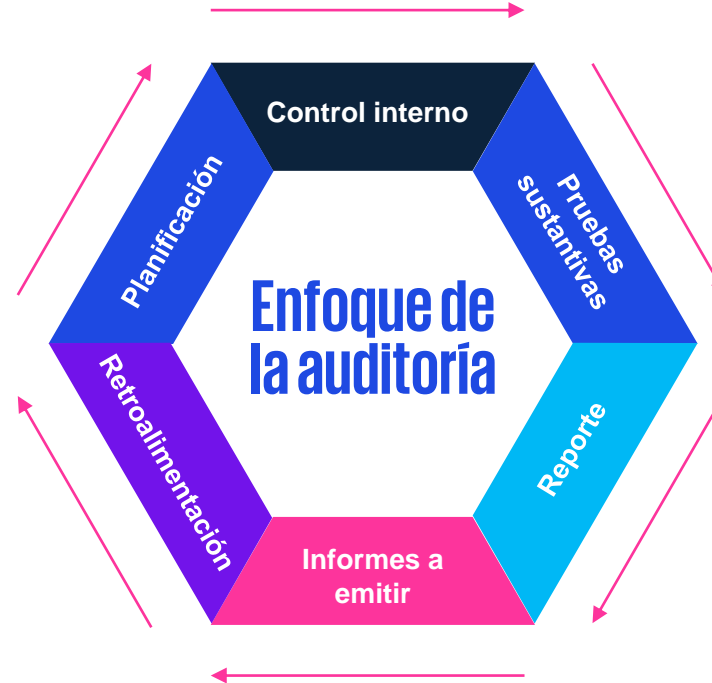 Control interno
Pruebas
sustantivas
Reporte
Informes a
emitir
Retroalimentación
Planificación
Enfoque de
la auditoría